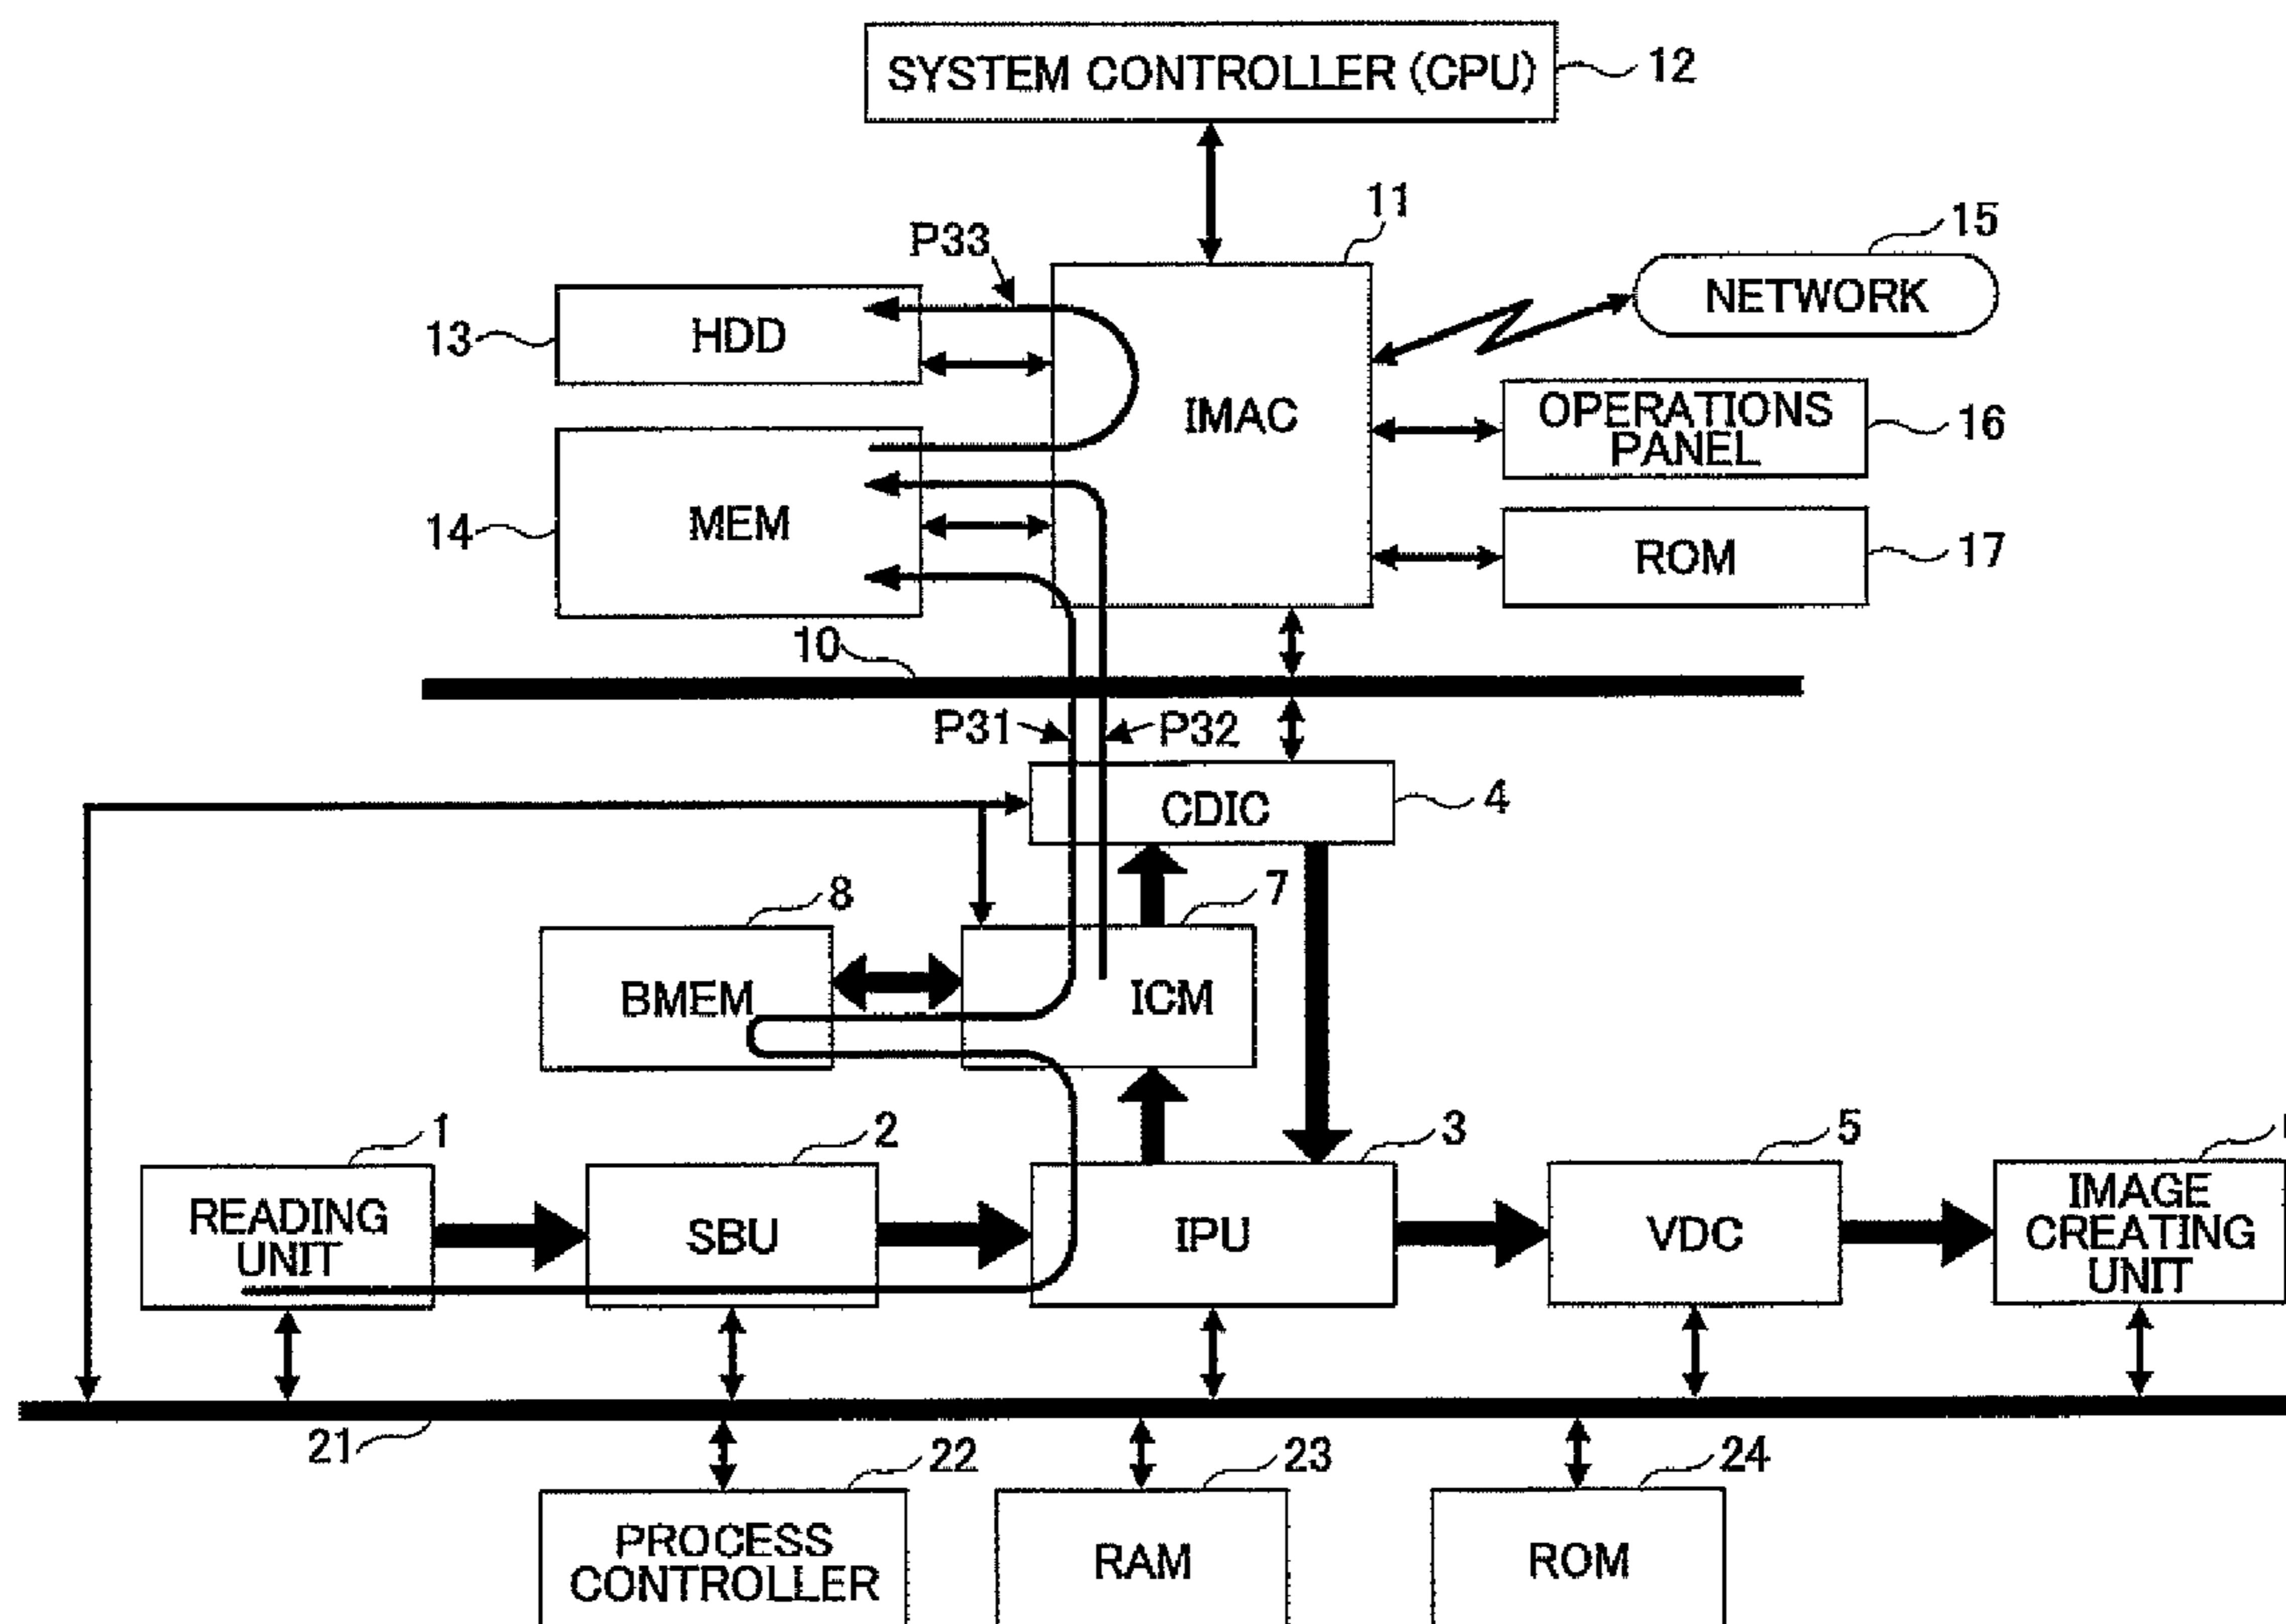 SYSTEM CONTROLLER (CPU)
12
11
15
P33
NETWORK
13
HDD
IMAC
OPERATIONS
PANEL
16
14
MEM
ROM
17
10
P31
P32
CDIC
4
8
7
BMEM
ICM
1
2
3
5
READING
UNIT
SBU
IPU
VDC
IMAGE
CREATING
UNIT
21
22
23
24
PROCESS
CONTROLLER
RAM
ROM